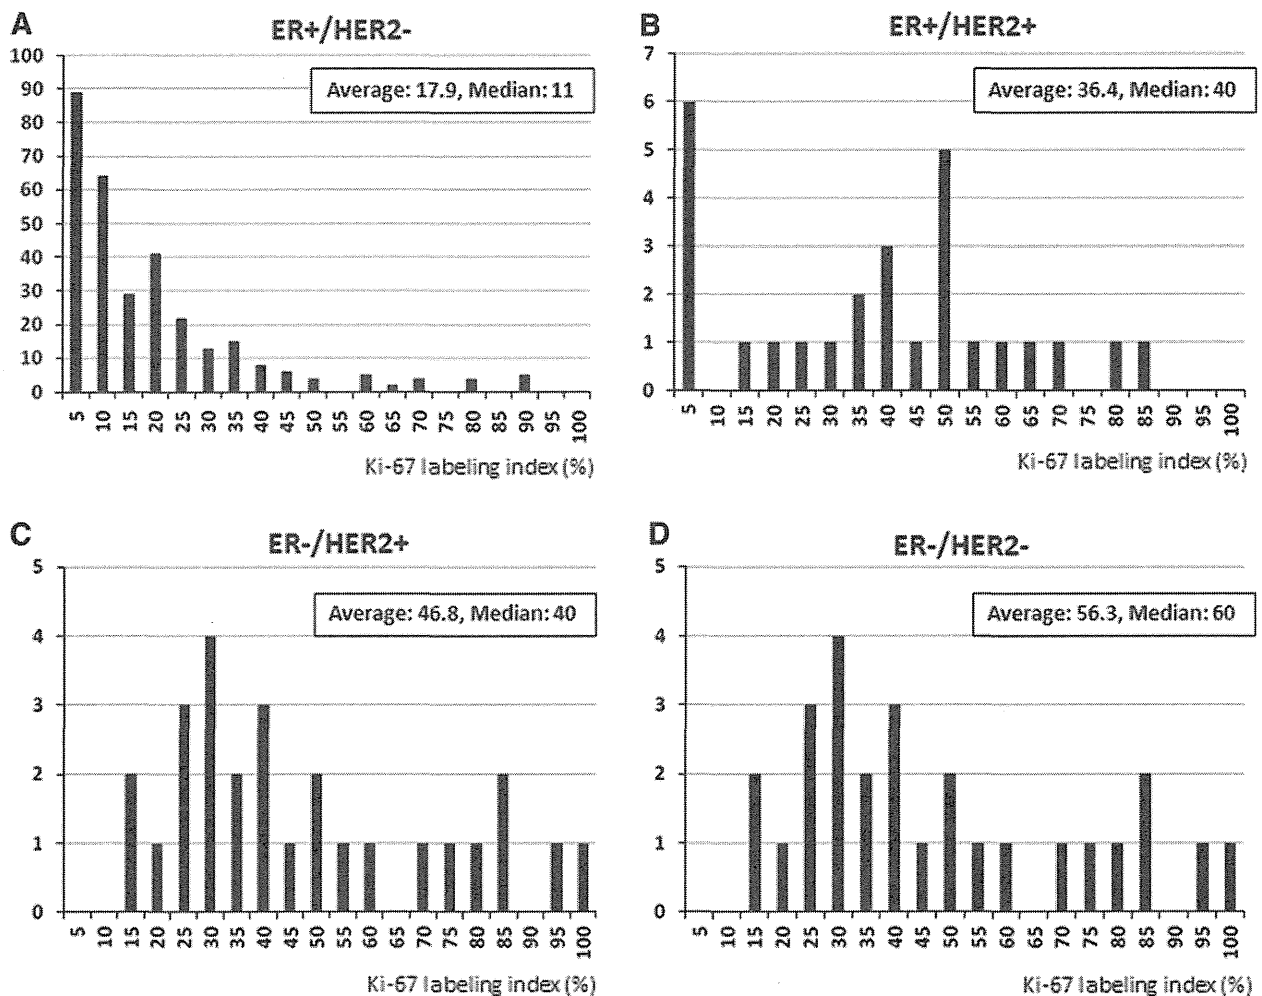 A
ER+/HER2-
Average: 17.9, Median: 11
100
90
80
70
60
50
40
30
20
10
0
5 10 15 20 25 30 35 40 45 50 55 60 65 70 75 80 85 90 95 100
Ki-67 labeling index (%)
B
ER+/HER2+
Average: 36.4, Median: 40
7
6
5
4
3
2
1
0
5 10 15 20 25 30 35 40 45 50 55 60 65 70 75 80 85 90 95 100
Ki-67 labeling index (%)
C
ER-/HER2+
Average: 46.8, Median: 40
5
4
3
2
1
0
5 10 15 20 25 30 35 40 45 50 55 60 65 70 75 80 85 90 95 100
Ki-67 labeling index (%)
D
ER-/HER2-
Average: 56.3, Median: 60
5
4
3
2
1
0
5 10 15 20 25 30 35 40 45 50 55 60 65 70 75 80 85 90 95 100
Ki-67 labeling index (%)